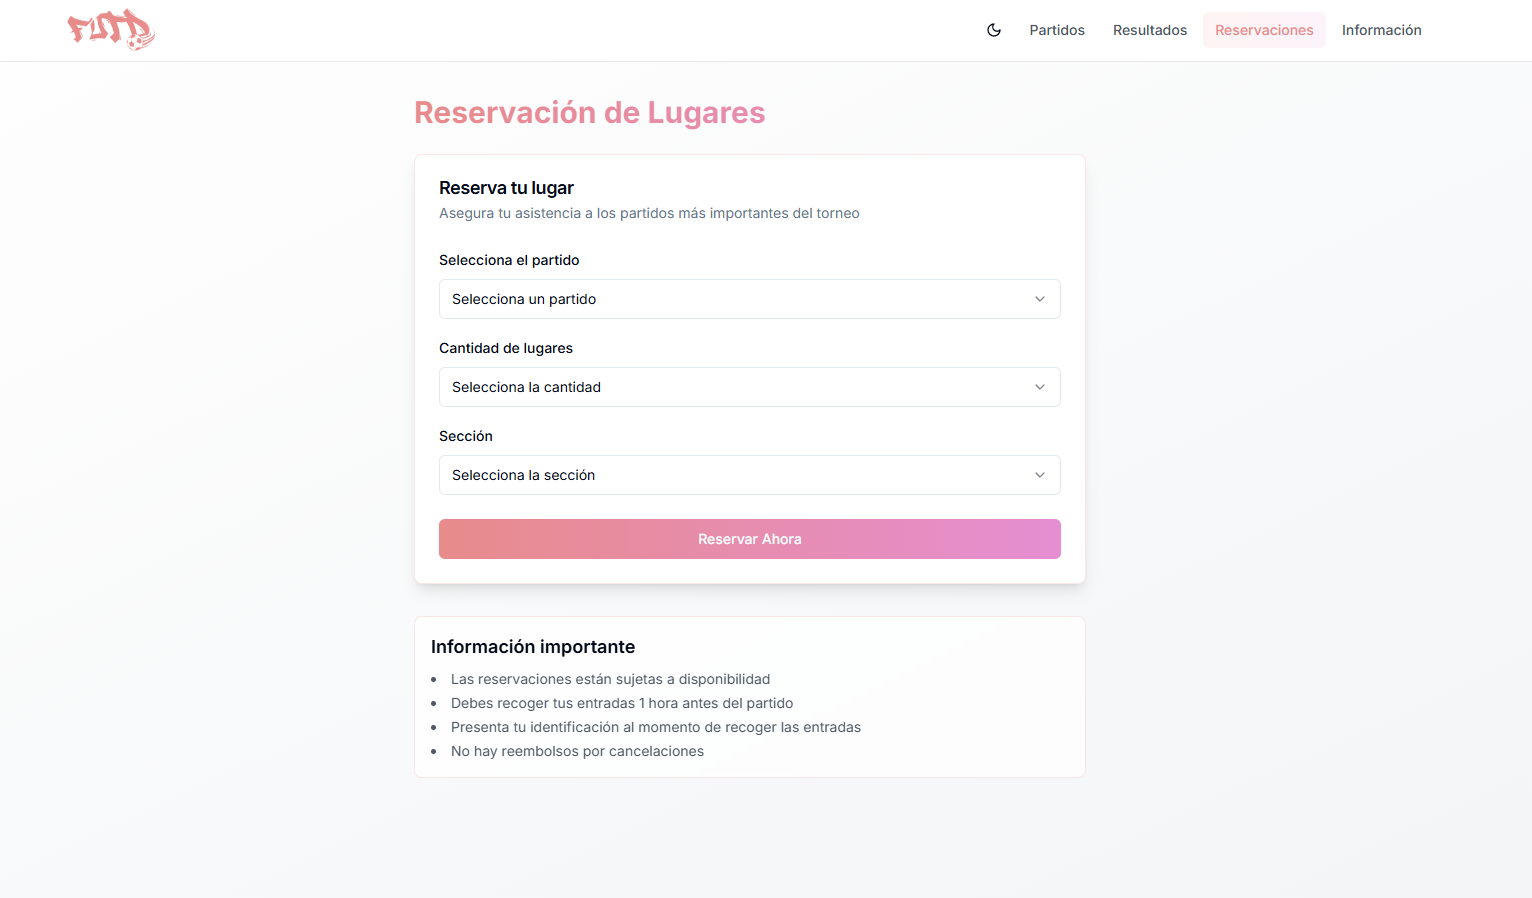 FUTD
Partidos
Resultados
Reservaciones
Información
Reservación de Lugares
Reserva tu lugar
Asegura tu asistencia a los partidos más importantes del torneo
Selecciona el partido
Selecciona un partido
Cantidad de lugares
Selecciona la cantidad
Sección
Selecciona la sección
Reservar Ahora
Información importante
Las reservaciones están sujetas a disponibilidad
Debes recoger tus entradas 1 hora antes del partido
Presenta tu identificación al momento de recoger las entradas
No hay reembolsos por cancelaciones